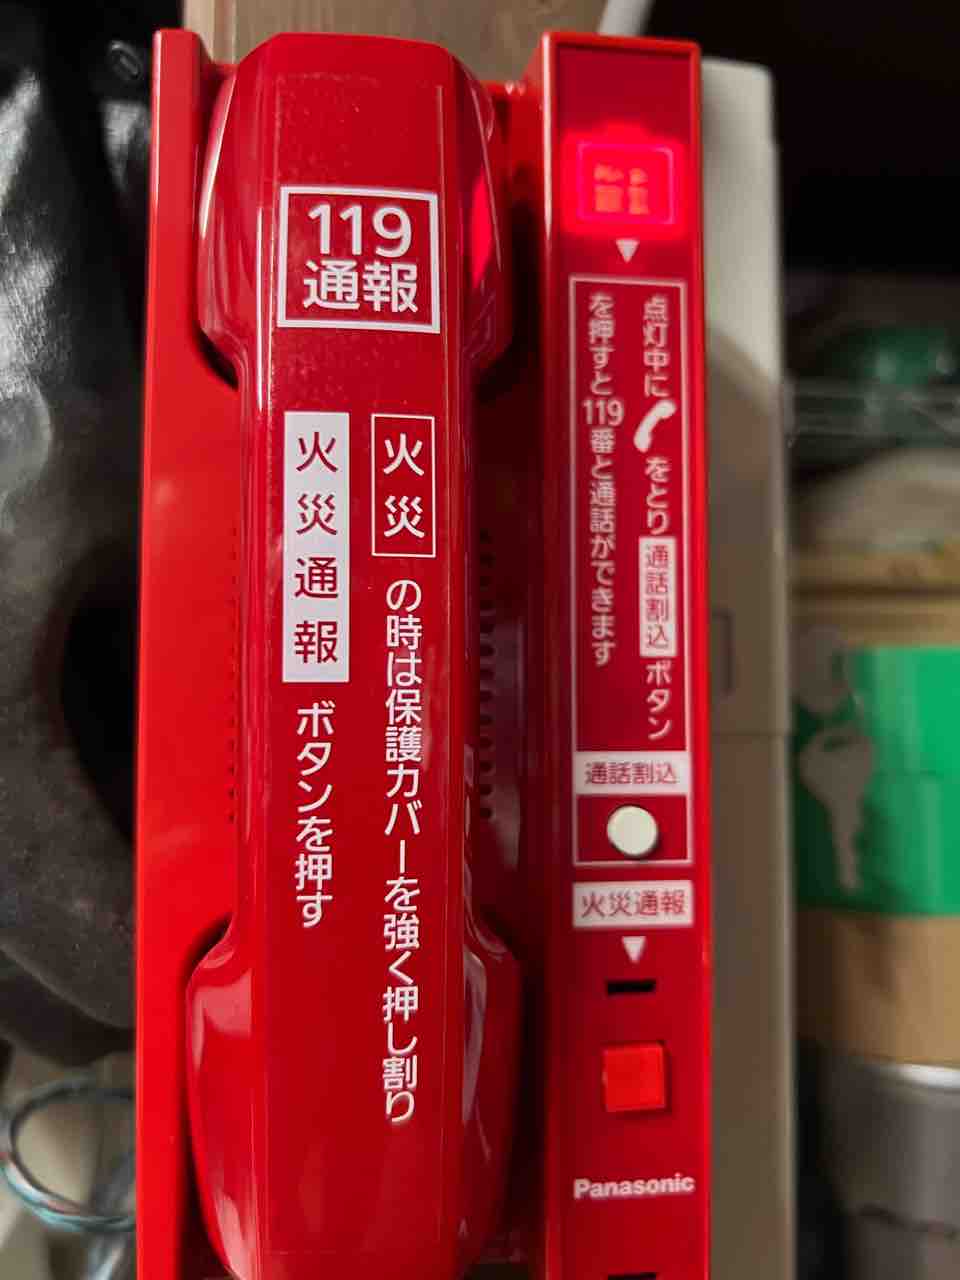 119
通報
火災の時は保護カバーを強く押し割り
火災通報ボタンを押す
点灯中に をとり通話割込ボタン
を押すと119番と通話ができます
通話割込
火災通報
Panasonic